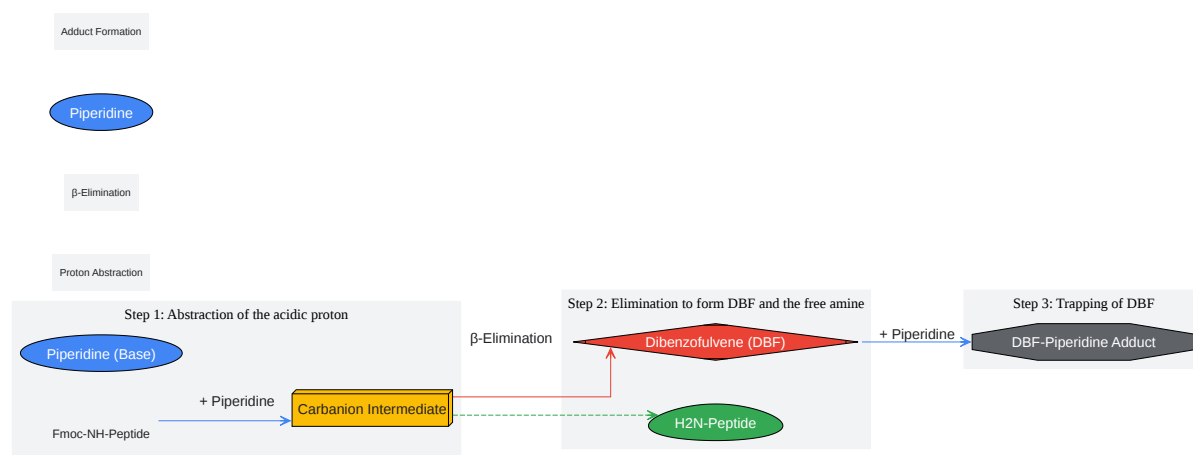 Adduct Formation
Piperidine
β-Elimination
Proton Abstraction
Step 1: Abstraction of the acidic proton
Piperidine (Base)
+ Piperidine
Fmoc-NH-Peptide
Carbanion Intermediate
β-Elimination
Step 2: Elimination to form DBF and the free amine
Dibenzofulvene (DBF)
H2N-Peptide
+ Piperidine
Step 3: Trapping of DBF
DBF-Piperidine Adduct